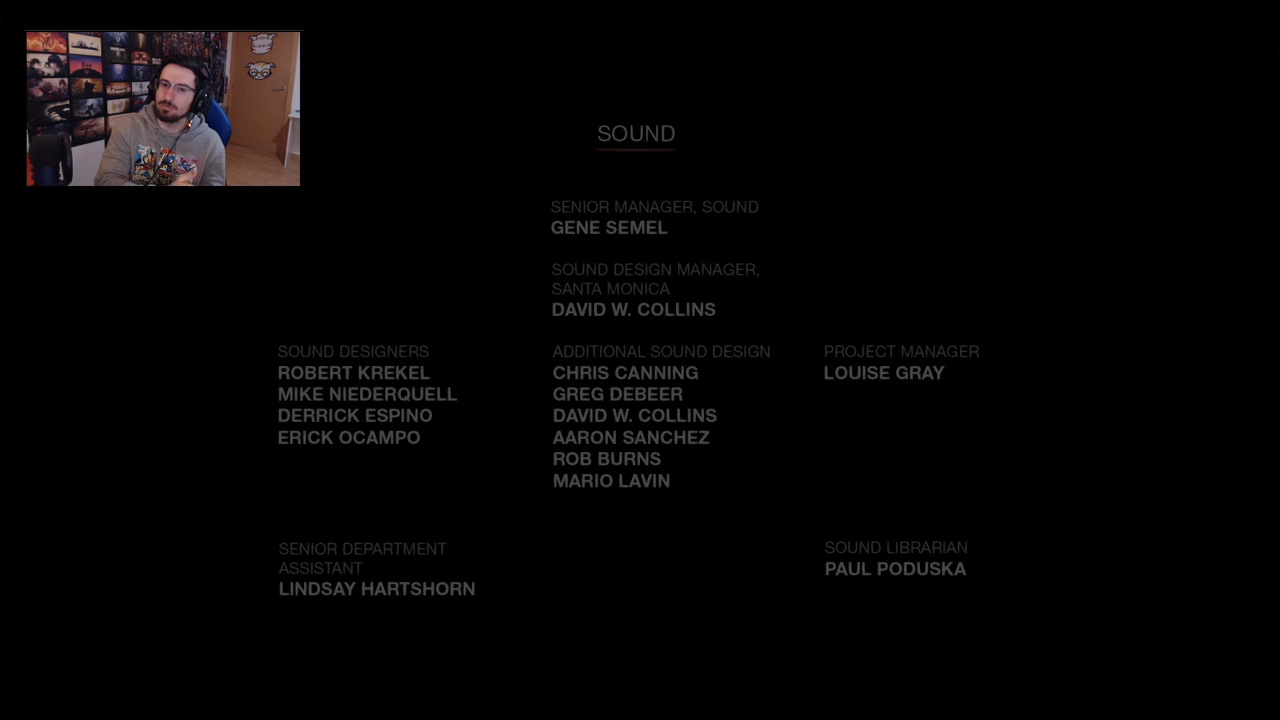 SOUND
SENIOR MANAGER, SOUND
GENE SEMEL
SOUND DESIGN MANAGER,
SANTA MONICA
DAVID W. COLLINS
SOUND DESIGNERS
ROBERT KREKEL
MIKE NIEDERQUELL
DERRICK ESPINO
ERICK OCAMPO
ADDITIONAL SOUND DESIGN
CHRIS CANNING
GREG DEBEER
DAVID W. COLLINS
AARON SANCHEZ
ROB BURNS
MARIO LAVIN
PROJECT MANAGER
LOUISE GRAY
SENIOR DEPARTMENT
ASSISTANT
LINDSAY HARTSHORN
SOUND LIBRARIAN
PAUL PODUSKA